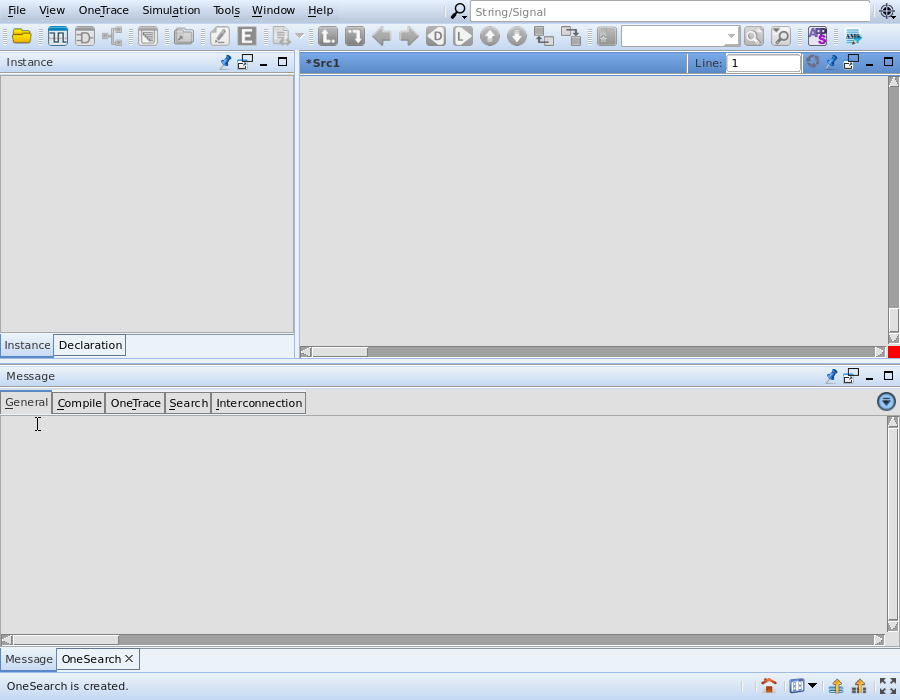 File View OneTrace Simulation Tools Window Help String/Signal
D L APP S
Instance
*Src1 Line: 1
Instance Declaration
Message
General Compile OneTrace Search Interconnection
Message OneSearch
OneSearch is created.